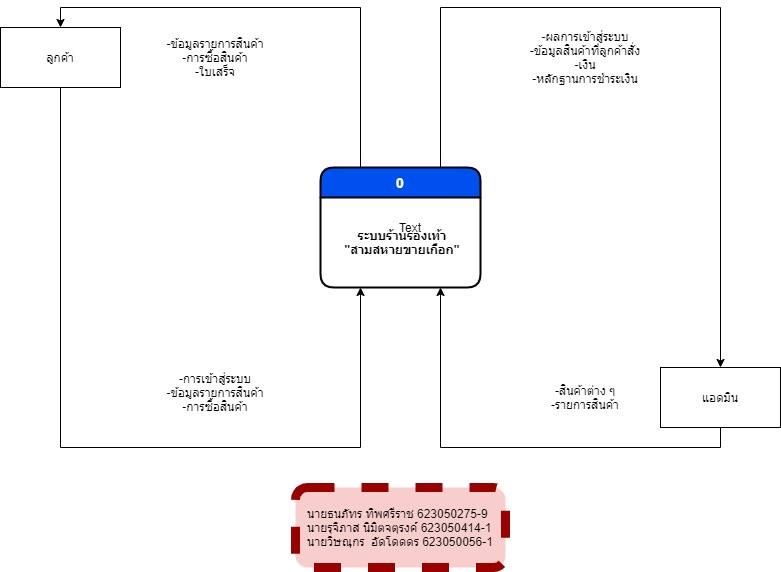 -ข้อมูลรายการสินค้า
-การซื้อสินค้า
-ใบเสร็จ
-ผลการเข้าสู่ระบบ
-ข้อมูลสินค้าที่ลูกค้าสั่ง
-เงิน
-หลักฐานการชำระเงิน
ลูกค้า
0
Text
ระบบร้านรองเท้า
"สามสหายขายเกือก"
-การเข้าสู่ระบบ
-ข้อมูลรายการสินค้า
-การซื้อสินค้า
-สินค้าต่าง ๆ
-รายการสินค้า
แอดมิน
นายธนภัทร ทิพศรีราช 623050275-9
นายรุจิภาส นิมิตจตุรงค์ 623050414-1
นายวิษณุกร อัดโดดดร 623050056-1